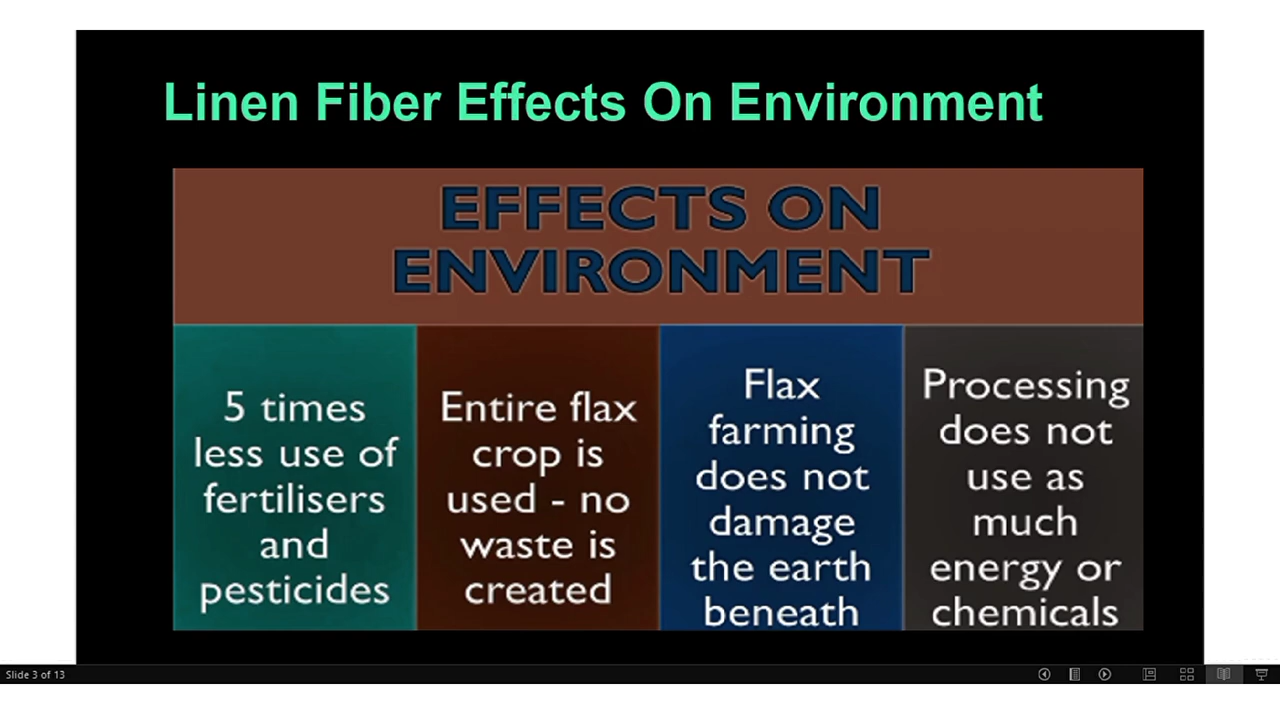 Linen Fiber Effects On Environment
EFFECTS ON
ENVIRONMENT
5 times
less use of
fertilisers
and
pesticides
Entire flax
crop is
used - no
waste is
created
Flax
farming
does not
damage
the earth
beneath
Processing
does not
use as
much
energy or
chemicals
Slide 3 of 13